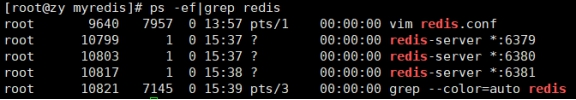 [root@zy myredis]# ps -ef|grep redis
root 9640 7957 0 13:57 pts/1 00:00:00 vim redis.conf
root 10799 1 0 15:37 ? 00:00:00 redis-server *:6379
root 10803 1 0 15:37 ? 00:00:00 redis-server *:6380
root 10817 1 0 15:38 ? 00:00:00 redis-server *:6381
root 10821 7145 0 15:39 pts/3 00:00:00 grep --color=auto redis